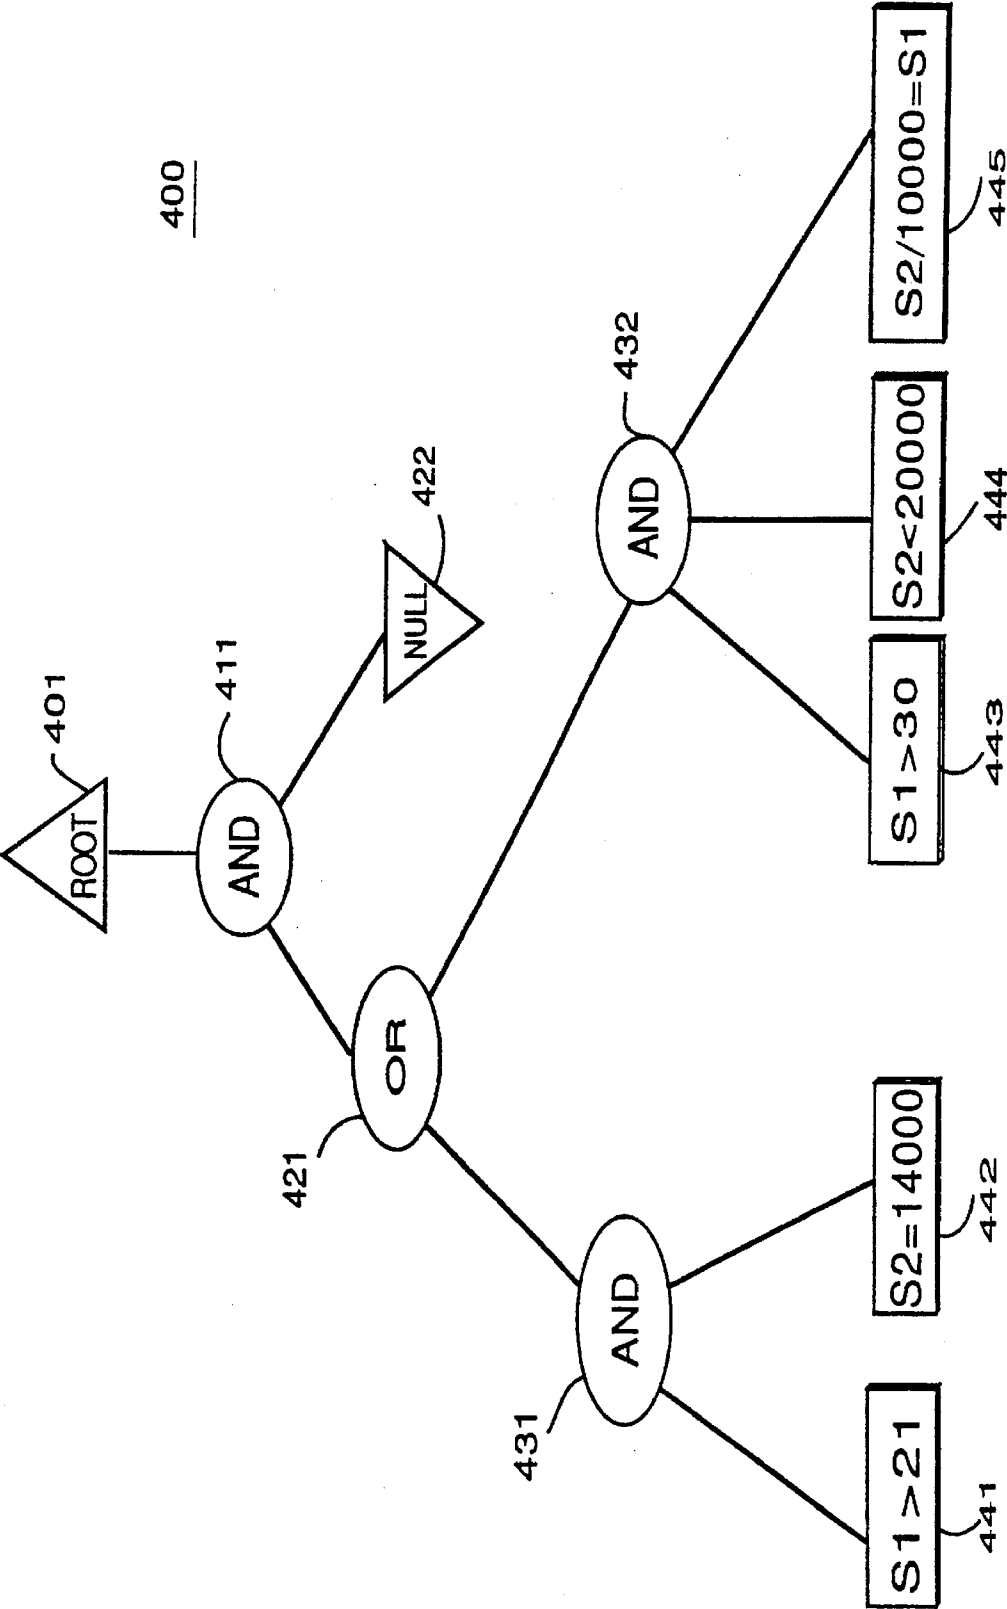 400
ROOT
401
AND
411
OR
421
NULL
422
AND
431
AND
432
S1>21
441
S2=14000
442
S1>30
443
S2<20000
444
S2/1000=S1
445